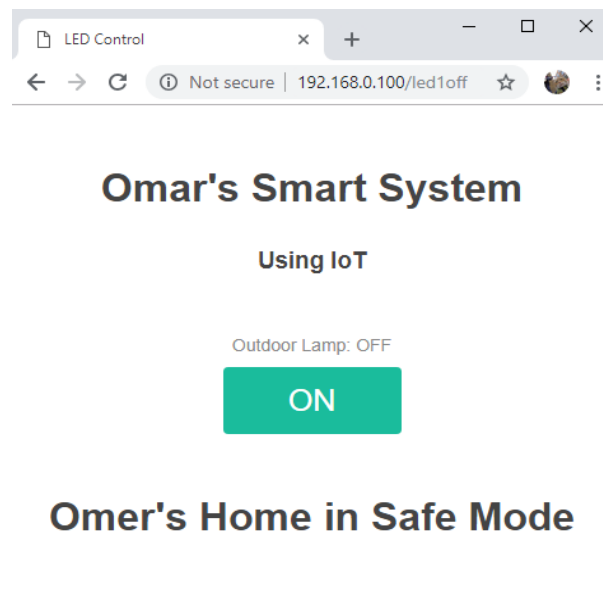 LED Control
Not secure | 192.168.0.100/led1off
Omar's Smart System
Using IoT
Outdoor Lamp: OFF
ON
Omer's Home in Safe Mode